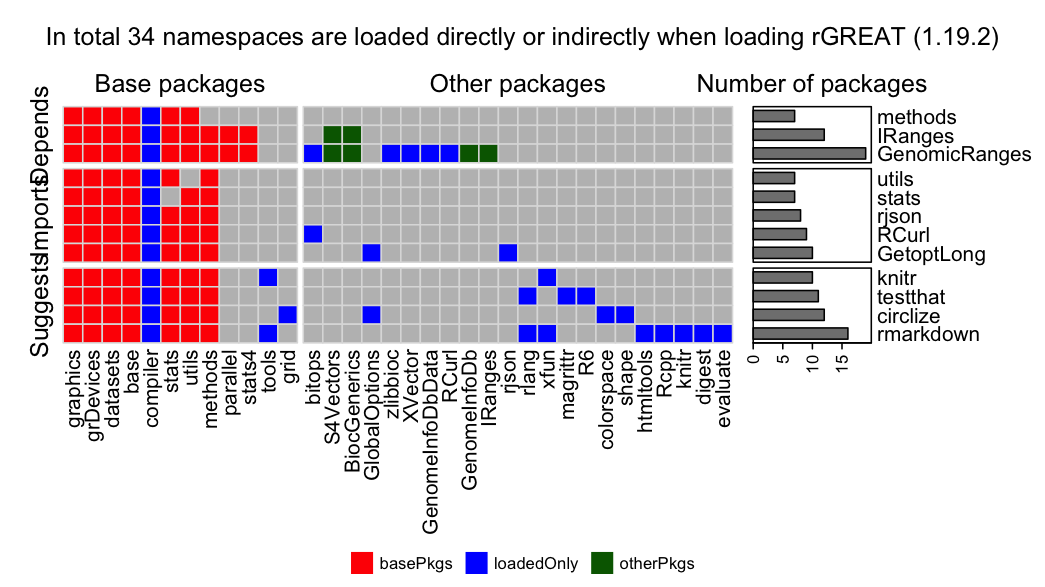 In total 34 namespaces are loaded directly or indirectly when loading rGREAT (1.19.2)
Base packages
Other packages
Number of packages
Depends
Imports
Suggests
methods
IRanges
GenomicRanges
utils
stats
rjson
RCurl
GetoptLong
knitr
testthat
circlize
rmarkdown
0 5 10 15
graphics
grDevices
datasets
base
compiler
stats
utils
methods
parallel
stats4
tools
grid
bitops
S4Vectors
BiocGenerics
GlobalOptions
zlibbioc
XVector
GenomeInfoDbData
RCurl
GenomeInfoDb
IRanges
rjson
rlang
xfun
magrittr
R6
colorspace
shape
htmltools
Rcpp
knitr
digest
evaluate
basePkgs loadedOnly otherPkgs